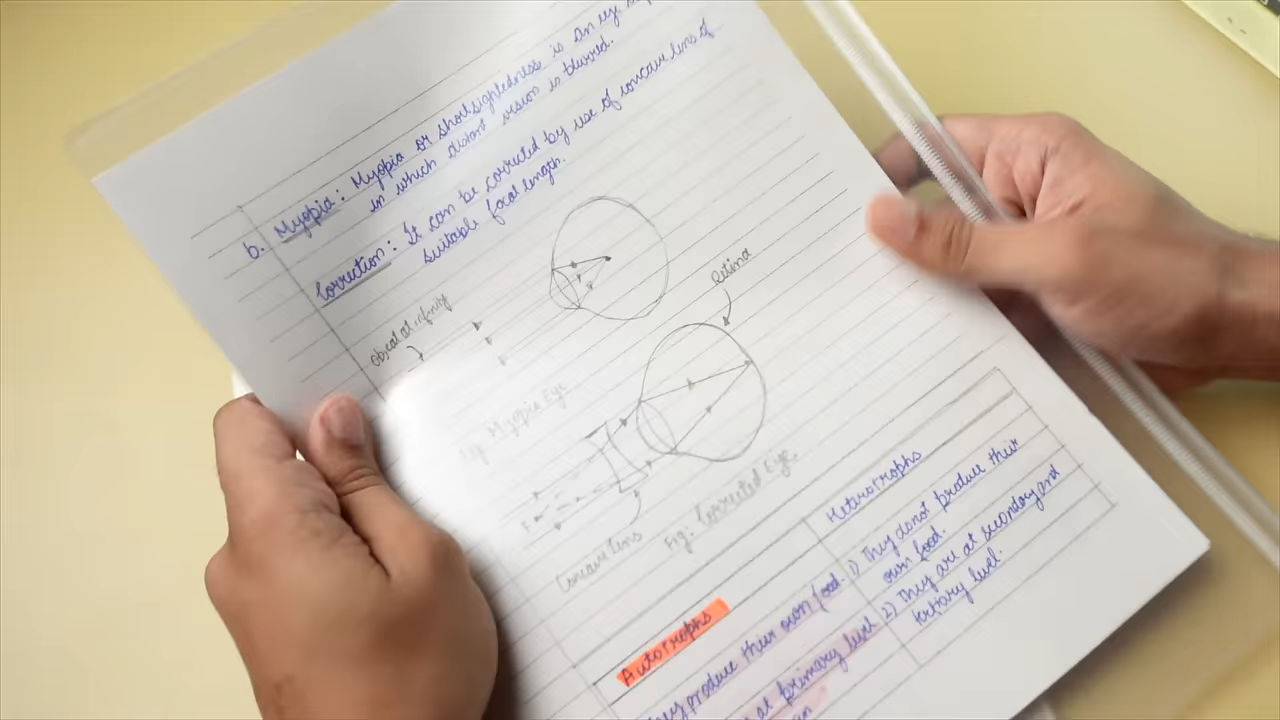 b. Myopia: Myopia or shortsightedness is an eye
in which distant vision is blurred.
Correction: It can be corrected by use of concave lens of
suitable focal length.
Object at infinity
Fig. Myopic Eye
Retina
Concave lens
Fig: Corrected Eye
Autotrophs
Heterotrophs
They produce their own food.
1) They do not produce their
own food.
at primary level
2) They are at secondary and
tertiary level.